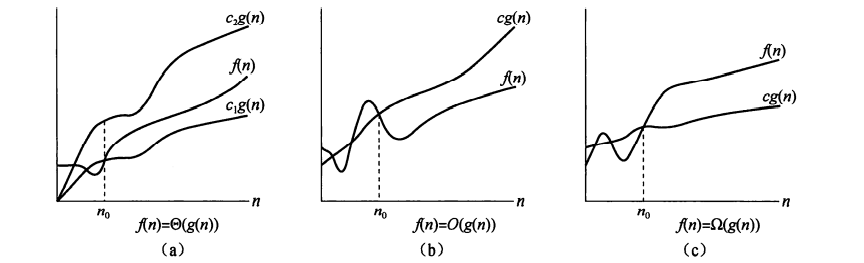 c₂g(n)
f(n)
c₁g(n)
n
n₀
f(n)=Θ(g(n))
(a)
cg(n)
f(n)
n
n₀
f(n)=O(g(n))
(b)
f(n)
cg(n)
n
n₀
f(n)=Ω(g(n))
(c)